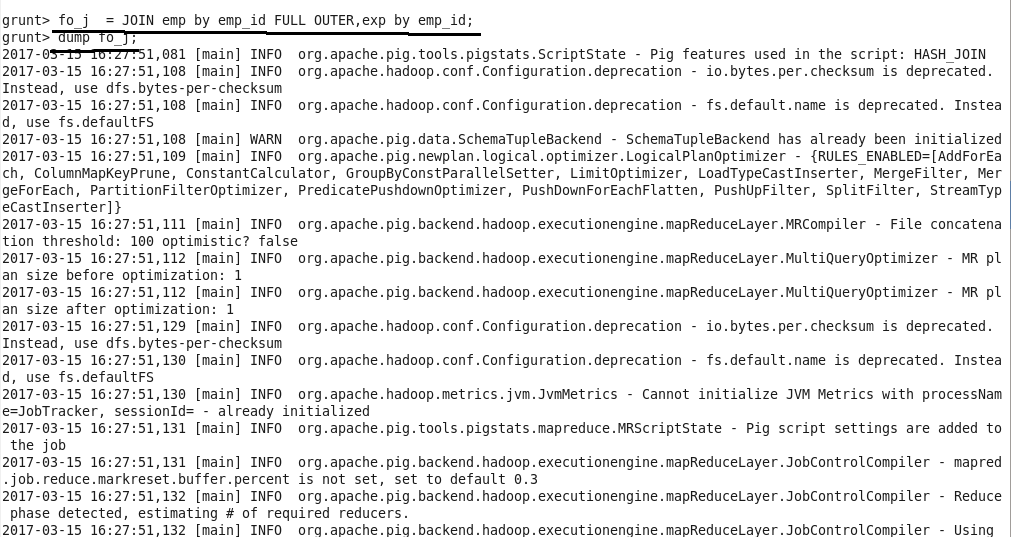 grunt> fo_j  = JOIN emp by emp_id FULL OUTER,exp by emp_id;
grunt> dump fo_j;
2017-03-15 16:27:51,081 [main] INFO  org.apache.pig.tools.pigstats.ScriptState - Pig features used in the script: HASH_JOIN
2017-03-15 16:27:51,108 [main] INFO  org.apache.hadoop.conf.Configuration.deprecation - io.bytes.per.checksum is deprecated.
Instead, use dfs.bytes-per-checksum
2017-03-15 16:27:51,108 [main] INFO  org.apache.hadoop.conf.Configuration.deprecation - fs.default.name is deprecated. Instea
d, use fs.defaultFS
2017-03-15 16:27:51,108 [main] WARN  org.apache.pig.data.SchemaTupleBackend - SchemaTupleBackend has already been initialized
2017-03-15 16:27:51,109 [main] INFO  org.apache.pig.newplan.logical.optimizer.LogicalPlanOptimizer - {RULES_ENABLED=[AddForEa
ch, ColumnMapKeyPrune, ConstantCalculator, GroupByConstParallelSetter, LimitOptimizer, LoadTypeCastInserter, MergeFilter, Mer
geForEach, PartitionFilterOptimizer, PredicatePushdownOptimizer, PushDownForEachFlatten, PushUpFilter, SplitFilter, StreamTyp
eCastInserter]}
2017-03-15 16:27:51,111 [main] INFO  org.apache.pig.backend.hadoop.executionengine.mapReduceLayer.MRCompiler - File concatena
tion threshold: 100 optimistic? false
2017-03-15 16:27:51,112 [main] INFO  org.apache.pig.backend.hadoop.executionengine.mapReduceLayer.MultiQueryOptimizer - MR pl
an size before optimization: 1
2017-03-15 16:27:51,112 [main] INFO  org.apache.pig.backend.hadoop.executionengine.mapReduceLayer.MultiQueryOptimizer - MR pl
an size after optimization: 1
2017-03-15 16:27:51,129 [main] INFO  org.apache.hadoop.conf.Configuration.deprecation - io.bytes.per.checksum is deprecated.
Instead, use dfs.bytes-per-checksum
2017-03-15 16:27:51,130 [main] INFO  org.apache.hadoop.conf.Configuration.deprecation - fs.default.name is deprecated. Instea
d, use fs.defaultFS
2017-03-15 16:27:51,130 [main] INFO  org.apache.hadoop.metrics.jvm.JvmMetrics - Cannot initialize JVM Metrics with processNam
e=JobTracker, sessionId= - already initialized
2017-03-15 16:27:51,131 [main] INFO  org.apache.pig.tools.pigstats.mapreduce.MRScriptState - Pig script settings are added to
 the job
2017-03-15 16:27:51,131 [main] INFO  org.apache.pig.backend.hadoop.executionengine.mapReduceLayer.JobControlCompiler - mapred
.job.reduce.markreset.buffer.percent is not set, set to default 0.3
2017-03-15 16:27:51,132 [main] INFO  org.apache.pig.backend.hadoop.executionengine.mapReduceLayer.JobControlCompiler - Reduce
 phase detected, estimating # of required reducers.
2017-03-15 16:27:51,132 [main] INFO  org.apache.pig.backend.hadoop.executionengine.mapReduceLayer.JobControlCompiler - Using